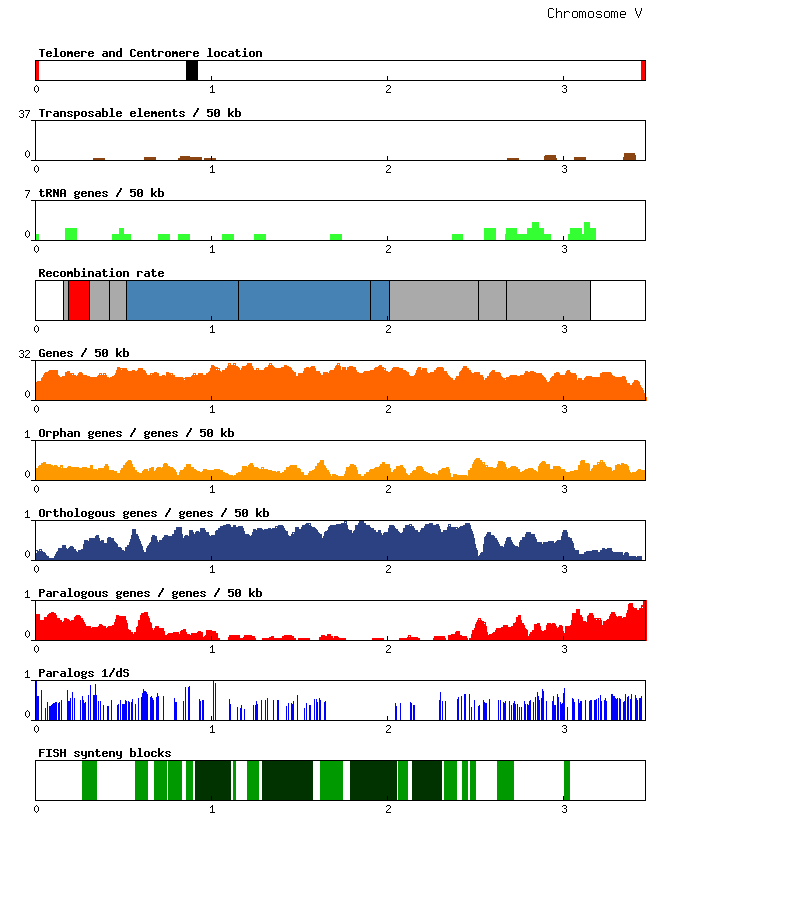 Chromosome V
Telomere and Centromere location
0 1 2 3
37 Transposable elements / 50 kb
0
0 1 2 3
7 tRNA genes / 50 kb
0
0 1 2 3
Recombination rate
0 1 2 3
32 Genes / 50 kb
0
0 1 2 3
1 Orphan genes / genes / 50 kb
0
0 1 2 3
1 Orthologous genes / genes / 50 kb
0
0 1 2 3
1 Paralogous genes / genes / 50 kb
0
0 1 2 3
1 Paralogs 1/dS
0
0 1 2 3
FISH synteny blocks
0 1 2 3